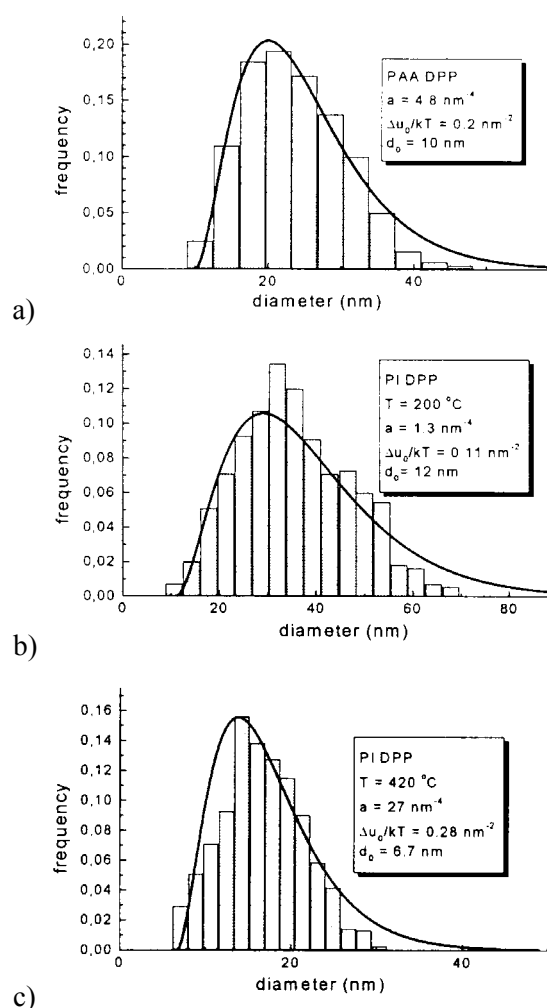 0,20
0,15
0,10
0,05
0,00
frequency
PAA DPP
a = 4.8 nm⁻⁴
Δu₀/kT = 0.2 nm⁻²
d₀ = 10 nm
0 20 40
diameter (nm)
a)
0,14
0,12
0,10
0,08
0,06
0,04
0,02
0,00
frequency
PI DPP
T = 200 °C
a = 1.3 nm⁻⁴
Δu₀/kT = 0.11 nm⁻²
d₀ = 12 nm
0 20 40 60 80
diameter (nm)
b)
0,16
0,14
0,12
0,10
0,08
0,06
0,04
0,02
0,00
frequency
PI DPP
T = 420 °C
a = 27 nm⁻⁴
Δu₀/kT = 0.28 nm⁻²
d₀ = 6.7 nm
0 20 40
diameter (nm)
c)